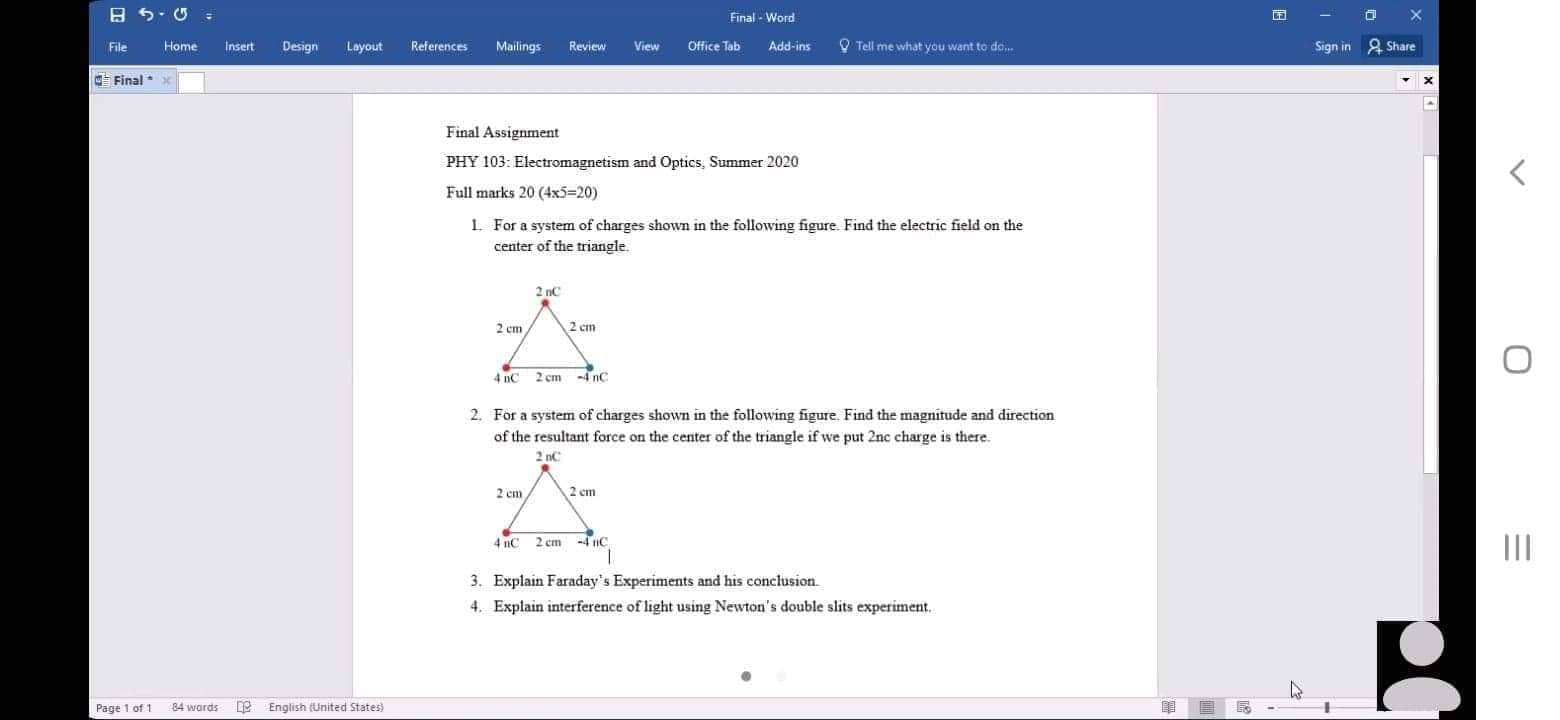 Final - Word
File Home Insert Design Layout References Mailings Review View Office Tab Add-ins Tell me what you want to do... Sign in Share
Final *
Final Assignment
PHY 103: Electromagnetism and Optics, Summer 2020
Full marks 20 (4x5=20)
1. For a system of charges shown in the following figure. Find the electric field on the
center of the triangle.
2 nC
2 cm 2 cm
4 nC 2 cm -4 nC
2. For a system of charges shown in the following figure. Find the magnitude and direction
of the resultant force on the center of the triangle if we put 2nc charge is there.
2 nC
2 cm 2 cm
4 nC 2 cm -4 nC
3. Explain Faraday's Experiments and his conclusion.
4. Explain interference of light using Newton's double slits experiment.
Page 1 of 1 84 words English (United States)